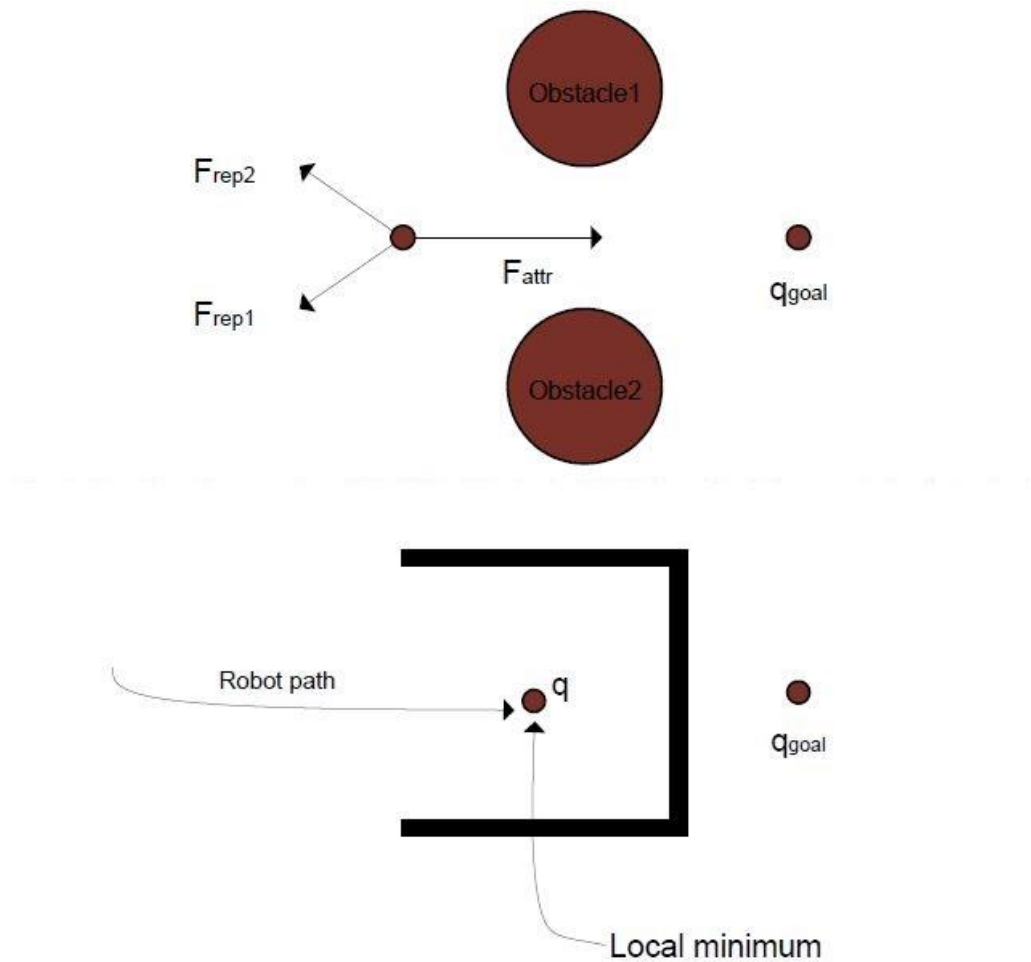 Obstacle1
Frep2
Fattr
qgoal
Frep1
Obstacle2
Robot path
q
qgoal
Local minimum